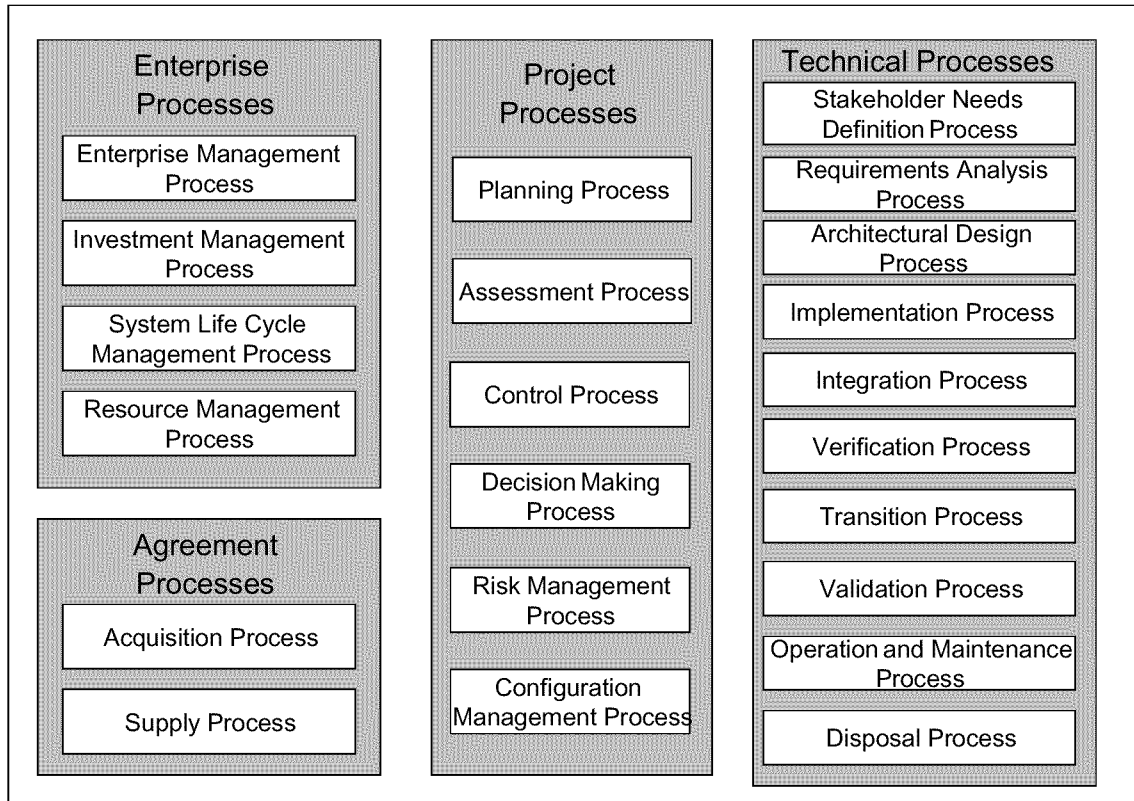 Enterprise
Processes
Enterprise Management
Process
Investment Management
Process
System Life Cycle
Management Process
Resource Management
Process
Agreement
Processes
Acquisition Process
Supply Process
Project
Processes
Planning Process
Assessment Process
Control Process
Decision Making
Process
Risk Management
Process
Configuration
Management Process
Technical Processes
Stakeholder Needs
Definition Process
Requirements Analysis
Process
Architectural Design
Process
Implementation Process
Integration Process
Verification Process
Transition Process
Validation Process
Operation and Maintenance
Process
Disposal Process